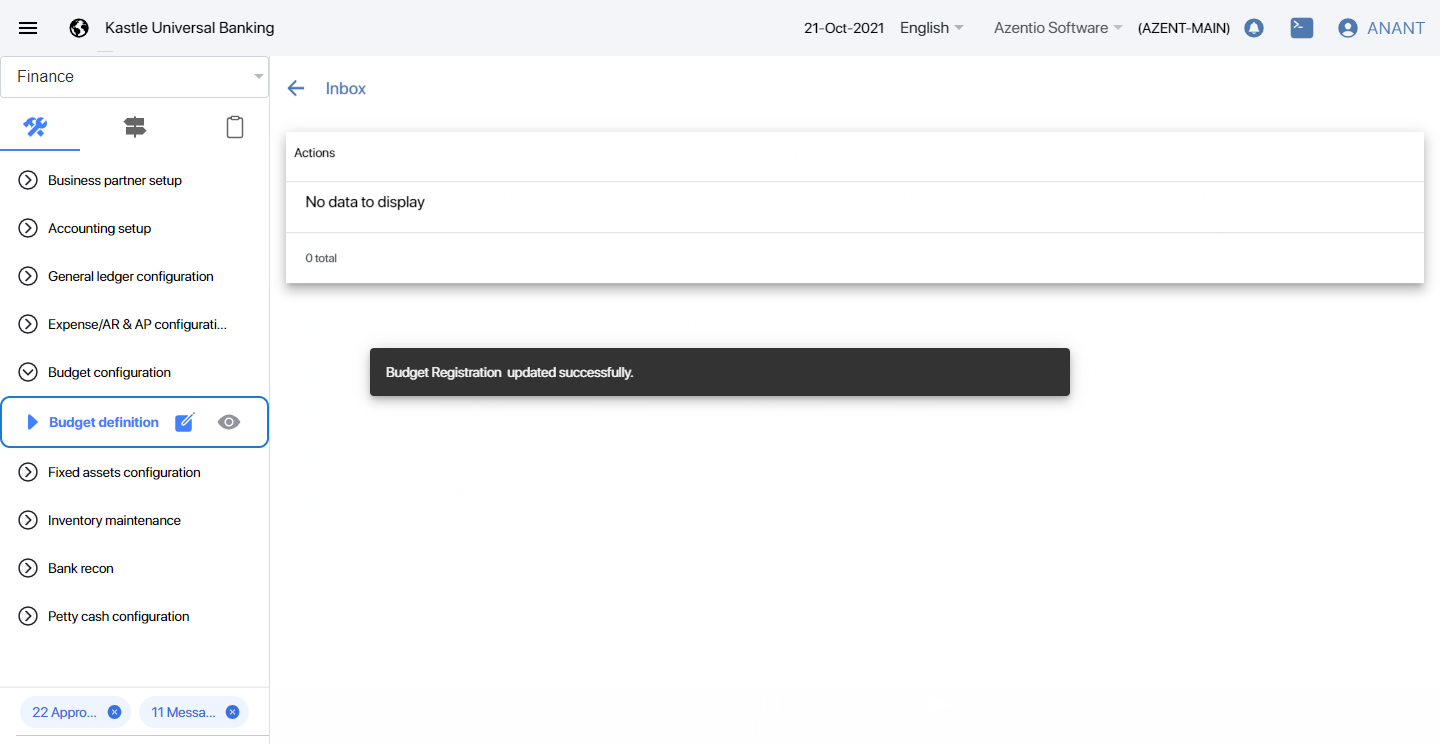 Kastle Universal Banking
21-Oct-2021 English Azentio Software (AZENT-MAIN) ANANT
Finance
Business partner setup
Accounting setup
General ledger configuration
Expense/AR & AP configurati...
Budget configuration
Budget definition
Fixed assets configuration
Inventory maintenance
Bank recon
Petty cash configuration
22 Appro...
11 Messa...
Inbox
Actions
No data to display
0 total
Budget Registration updated successfully.